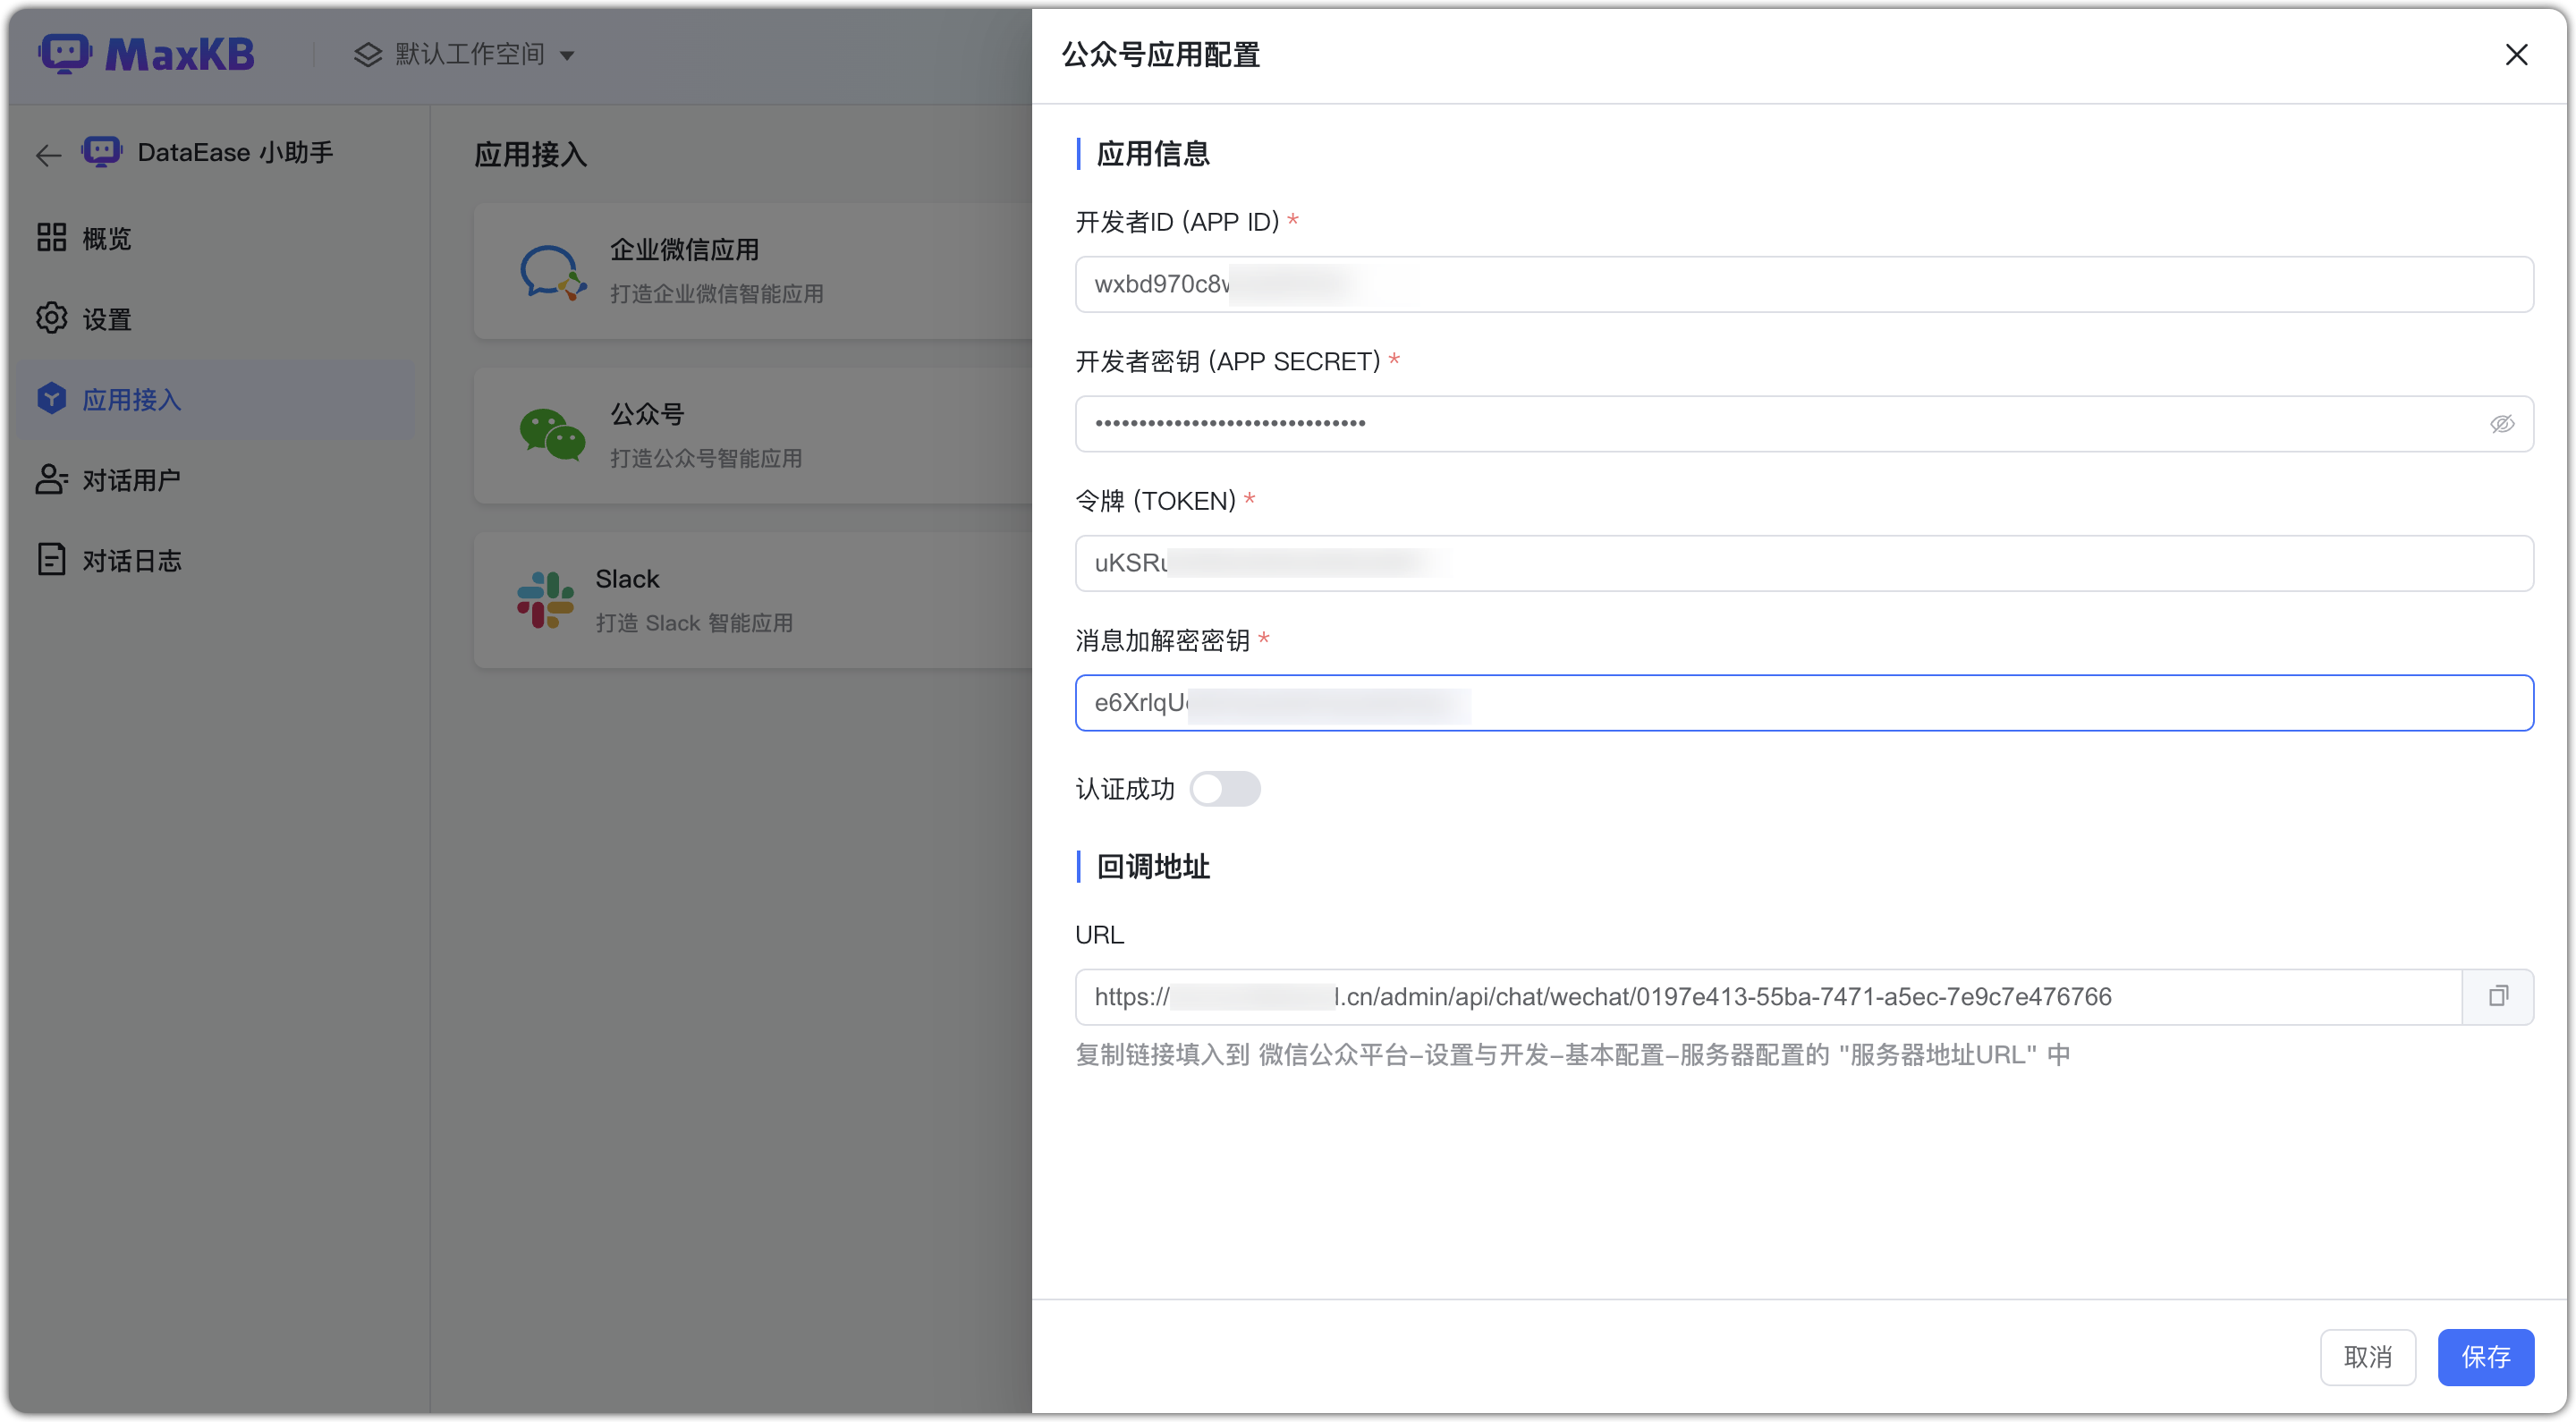 MaxKB
默认工作空间
DataEase 小助手
概览
设置
应用接入
对话用户
对话日志
应用接入
企业微信应用
打造企业微信智能应用
公众号
打造公众号智能应用
Slack
打造 Slack 智能应用
公众号应用配置
应用信息
开发者ID (APP ID) *
wxbd970c8
开发者密钥 (APP SECRET) *
••••••••••••••••••••••••••••••
令牌 (TOKEN) *
uKSRu
消息加解密密钥 *
e6XrlqU
认证成功
回调地址
URL
https:// l.cn/admin/api/chat/wechat/0197e413-55ba-7471-a5ec-7e9c7e476766
复制链接填入到 微信公众平台-设置与开发-基本配置-服务器配置的 "服务器地址URL" 中
取消
保存